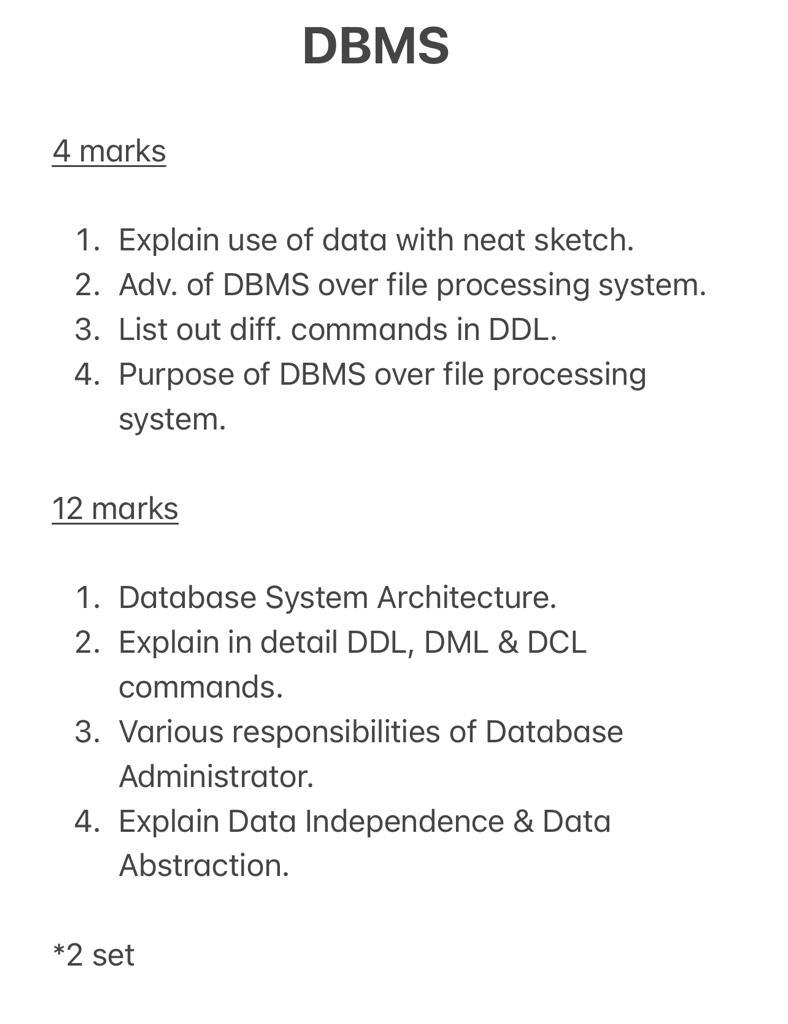 DBMS
4 marks
1. Explain use of data with neat sketch.
2. Adv. of DBMS over file processing system.
3. List out diff. commands in DDL.
4. Purpose of DBMS over file processing
system.
12 marks
1. Database System Architecture.
2. Explain in detail DDL, DML & DCL
commands.
3. Various responsibilities of Database
Administrator.
4. Explain Data Independence & Data
Abstraction.
*2 set